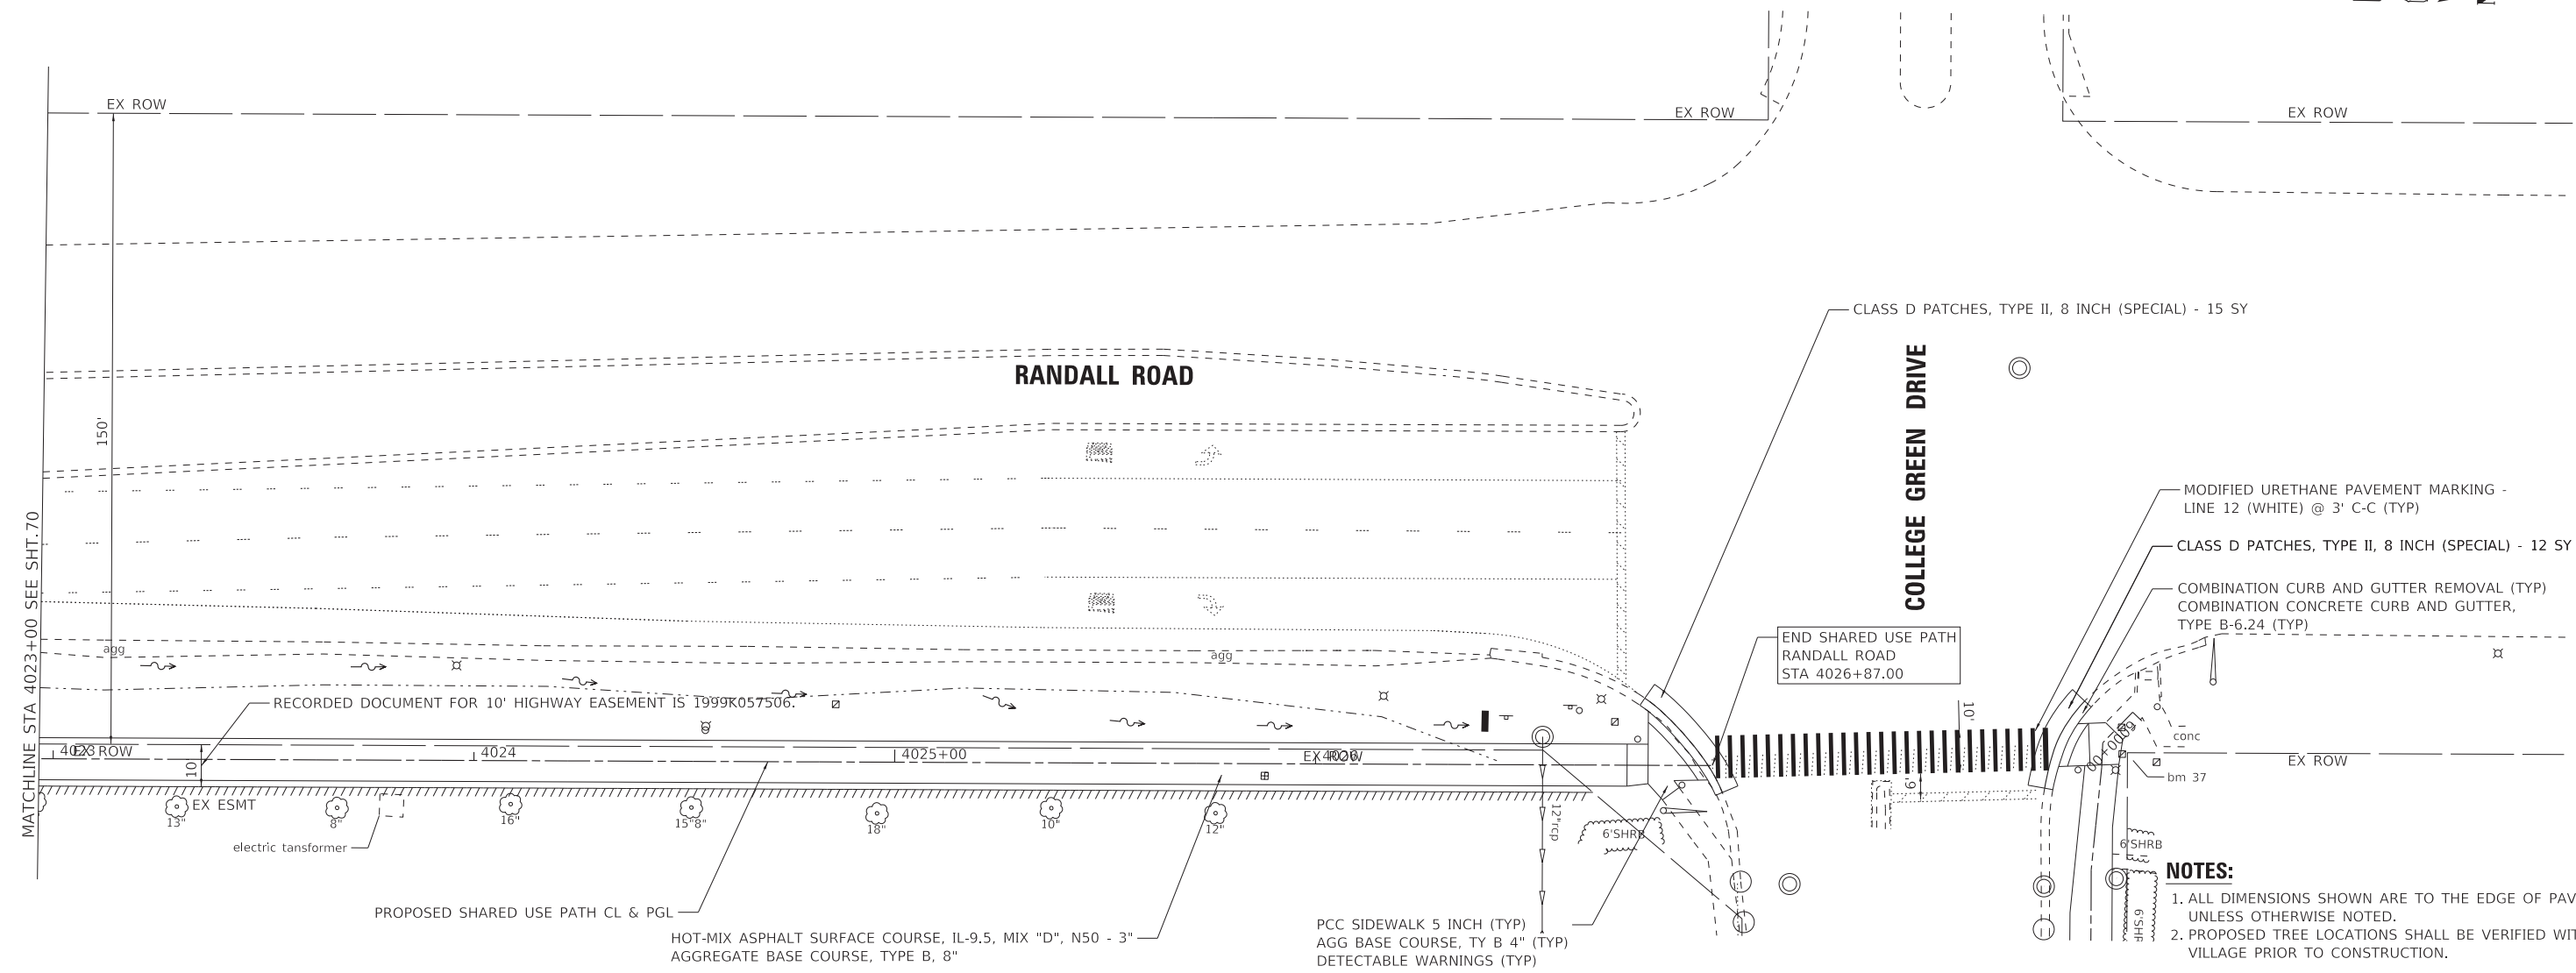 EX ROW
EX ROW
EX ROW
150'
RANDALL ROAD
COLLEGE GREEN DRIVE
CLASS D PATCHES, TYPE II, 8 INCH (SPECIAL) - 15 SY
MODIFIED URETHANE PAVEMENT MARKING -
LINE 12 (WHITE) @ 3' C-C (TYP)
CLASS D PATCHES, TYPE II, 8 INCH (SPECIAL) - 12 SY
COMBINATION CURB AND GUTTER REMOVAL (TYP)
COMBINATION CONCRETE CURB AND GUTTER,
TYPE B-6.24 (TYP)
END SHARED USE PATH
RANDALL ROAD
STA 4026+87.00
MATCHLINE STA 4023+00 SEE SHT.70
agg
agg
RECORDED DOCUMENT FOR 10' HIGHWAY EASEMENT IS 1999K057506.
10'
4023
EX ROW
4024
4025+00
EX ROW
4026
conc
EX ROW
bm 37
10'
6'
EX ESMT
13"
8"
16"
15"8"
18"
10"
12"
12"rcp
6'SHRB
6'SHRB
electric tansformer
PROPOSED SHARED USE PATH CL & PGL
HOT-MIX ASPHALT SURFACE COURSE, IL-9.5, MIX "D", N50 - 3"
AGGREGATE BASE COURSE, TYPE B, 8"
PCC SIDEWALK 5 INCH (TYP)
AGG BASE COURSE, TY B 4" (TYP)
DETECTABLE WARNINGS (TYP)
NOTES:
1. ALL DIMENSIONS SHOWN ARE TO THE EDGE OF PAV
UNLESS OTHERWISE NOTED.
2. PROPOSED TREE LOCATIONS SHALL BE VERIFIED WIT
VILLAGE PRIOR TO CONSTRUCTION.